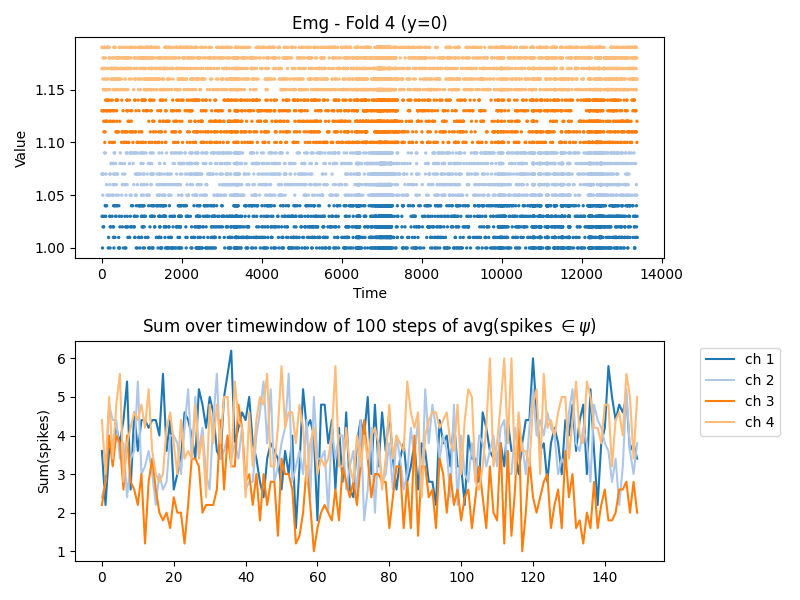 Emg - Fold 4 (y=0)
Value
1.15
1.10
1.05
1.00
0 2000 4000 6000 8000 10000 12000 14000
Time
Sum over timewindow of 100 steps of avg(spikes ∈ ψ)
Sum(spikes)
6
5
4
3
2
1
0 20 40 60 80 100 120 140
ch 1
ch 2
ch 3
ch 4